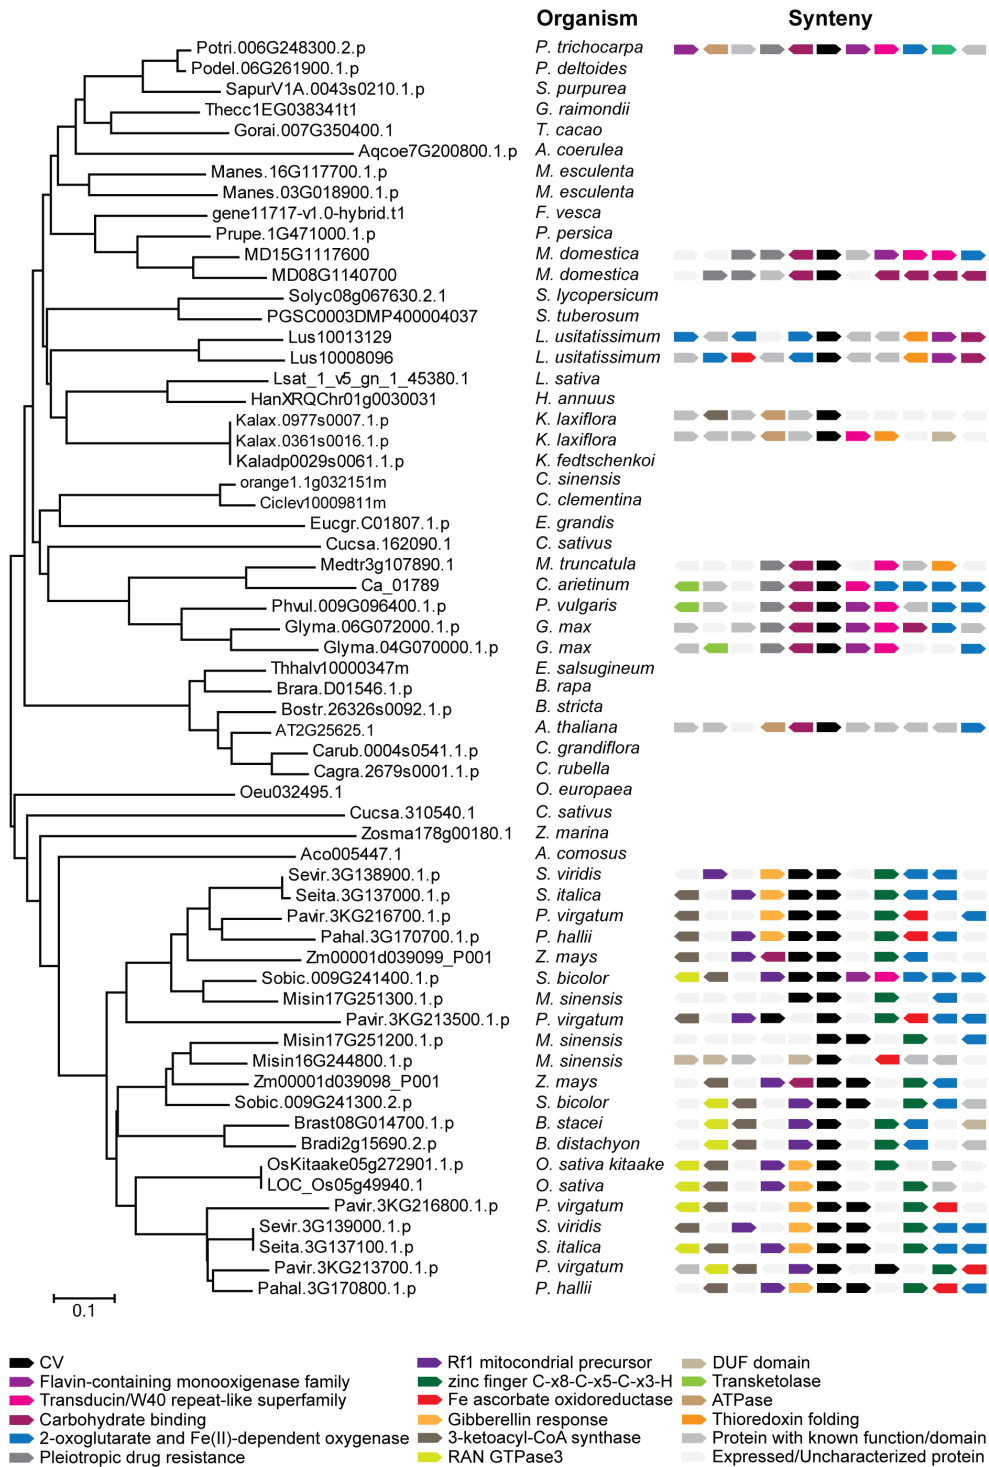 Organism Synteny
Potri.006G248300.2.p P. trichocarpa
Podel.06G261900.1.p P. deltoides
SapurV1A.0043s0210.1.p S. purpurea
Thecc1EG038341t1 G. raimondii
Gorai.007G350400.1 T. cacao
Aqcoe7G200800.1.p A. coerulea
Manes.16G117700.1.p M. esculenta
Manes.03G018900.1.p M. esculenta
gene11717-v1.0-hybrid.t1 F. vesca
Prupe.1G471000.1.p P. persica
MD15G1117600 M. domestica
MD08G1140700 M. domestica
Solyc08g067630.2.1 S. lycopersicum
PGSC0003DMP400004037 S. tuberosum
Lus10013129 L. usitatissimum
Lus10008096 L. usitatissimum
Lsat_1_v5_gn_1_45380.1 L. sativa
HanXRQChr01g0030031 H. annuus
Kalax.0977s0007.1.p K. laxiflora
Kalax.0361s0016.1.p K. laxiflora
Kaladp0029s0061.1.p K. fedtschenkoi
orange1.1g032151m C. sinensis
Ciclev10009811m C. clementina
Eucgr.C01807.1.p E. grandis
Cucsa.162090.1 C. sativus
Medtr3g107890.1 M. truncatula
Ca_01789 C. arietinum
Phvul.009G096400.1.p P. vulgaris
Glyma.06G072000.1.p G. max
Glyma.04G070000.1.p G. max
Thhalv10000347m E. salsugineum
Brara.D01546.1.p B. rapa
Bostr.26326s0092.1.p B. stricta
AT2G25625.1 A. thaliana
Carub.0004s0541.1.p C. grandiflora
Cagra.2679s0001.1.p C. rubella
Oeu032495.1 O. europaea
Cucsa.310540.1 C. sativus
Zosma178g00180.1 Z. marina
Aco005447.1 A. comosus
Sevir.3G138900.1.p S. viridis
Seita.3G137000.1.p S. italica
Pavir.3KG216700.1.p P. virgatum
Pahal.3G170700.1.p P. hallii
Zm00001d039099_P001 Z. mays
Sobic.009G241400.1.p S. bicolor
Misin17G251300.1.p M. sinensis
Pavir.3KG213500.1.p P. virgatum
Misin17G251200.1.p M. sinensis
Misin16G244800.1.p M. sinensis
Zm00001d039098_P001 Z. mays
Sobic.009G241300.2.p S. bicolor
Brast08G014700.1.p B. stacei
Bradi2g15690.2.p B. distachyon
OsKitaake05g272901.1.p O. sativa kitaake
LOC_Os05g49940.1 O. sativa
Pavir.3KG216800.1.p P. virgatum
Sevir.3G139000.1.p S. viridis
Seita.3G137100.1.p S. italica
Pavir.3KG213700.1.p P. virgatum
Pahal.3G170800.1.p P. hallii
0.1
CV Rf1 mitocondrial precursor DUF domain
Flavin-containing monooxigenase family zinc finger C-x8-C-x5-C-x3-H Transketolase
Transducin/W40 repeat-like superfamily Fe ascorbate oxidoreductase ATPase
Carbohydrate binding Gibberellin response Thioredoxin folding
2-oxoglutarate and Fe(II)-dependent oxygenase 3-ketoacyl-CoA synthase Protein with known function/domain
Pleiotropic drug resistance RAN GTPase3 Expressed/Uncharacterized protein